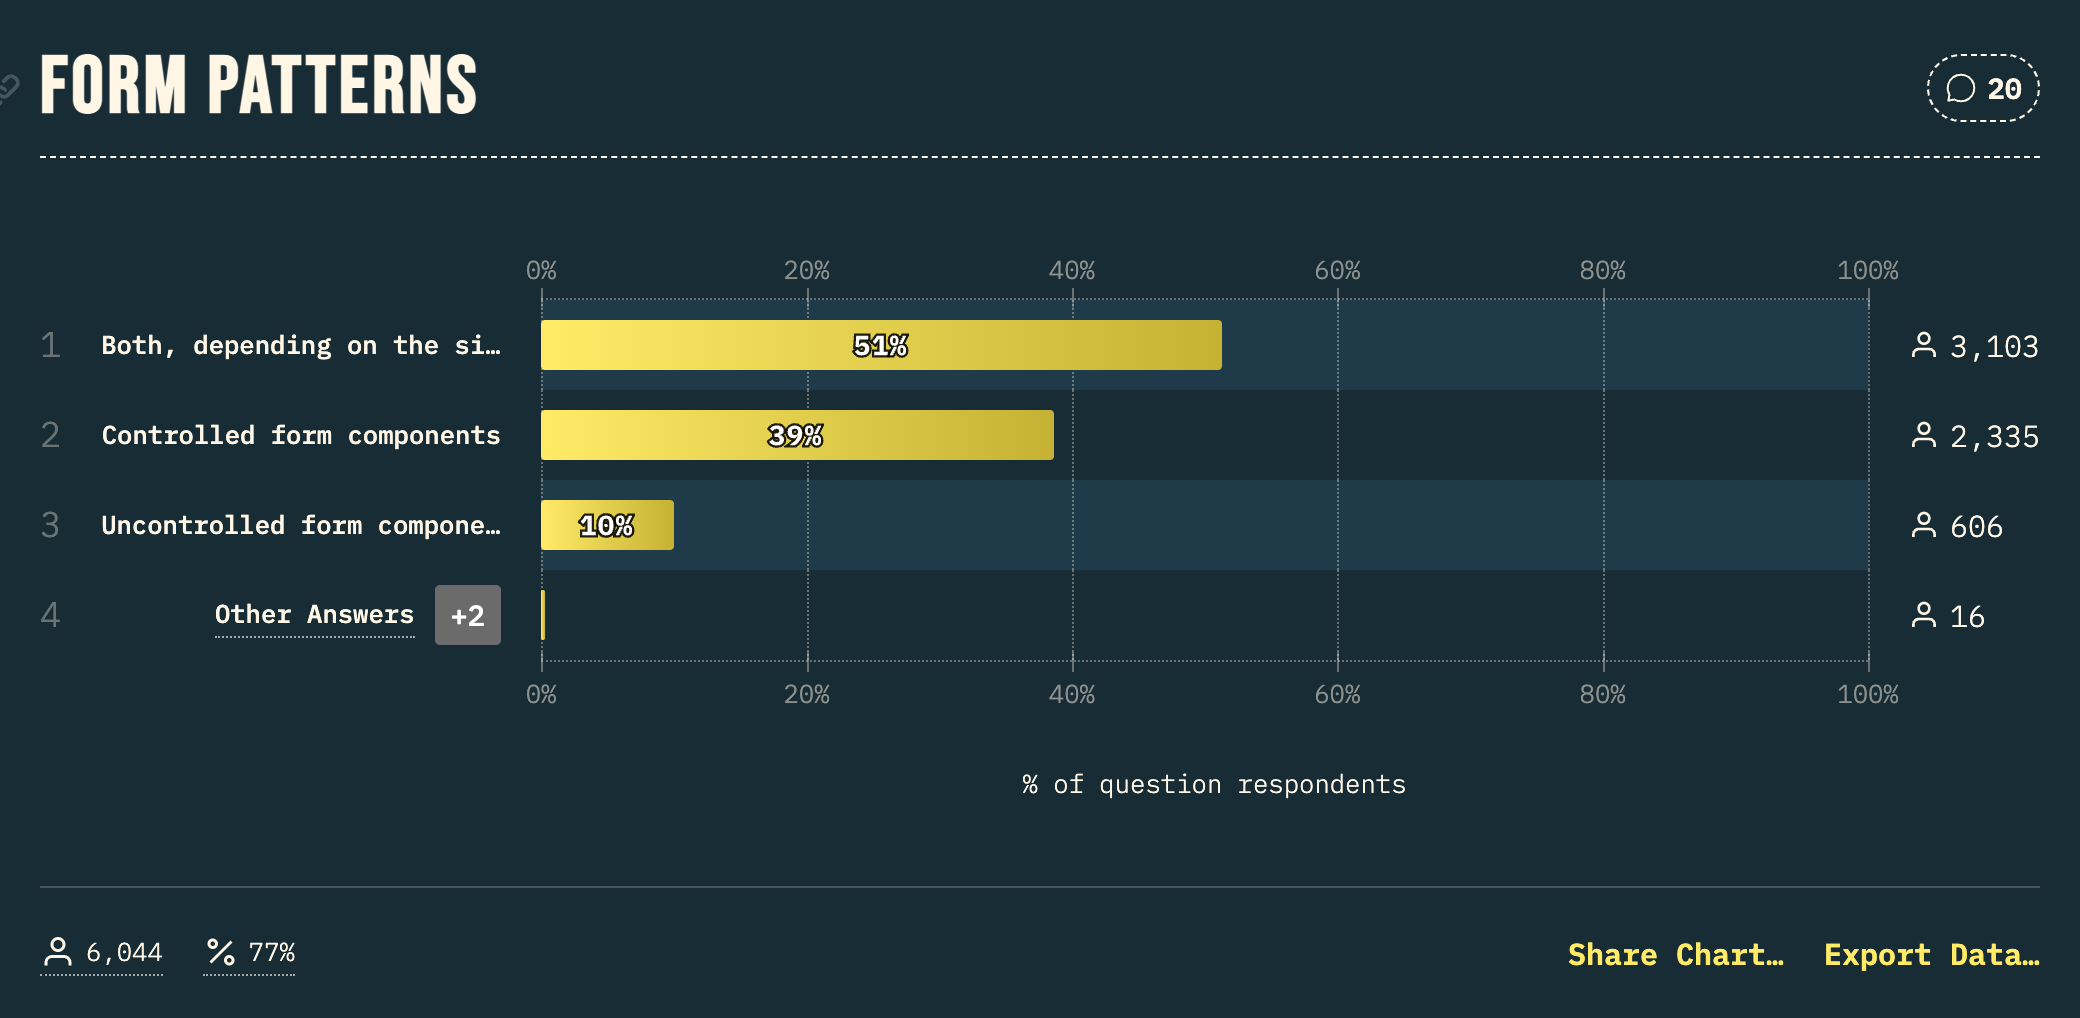 FORM PATTERNS
20
0% 20% 40% 60% 80% 100%
1 Both, depending on the si… 51% 3,103
2 Controlled form components 39% 2,335
3 Uncontrolled form compone… 10% 606
4 Other Answers +2 16
0% 20% 40% 60% 80% 100%
% of question respondents
6,044 % 77% Share Chart… Export Data…